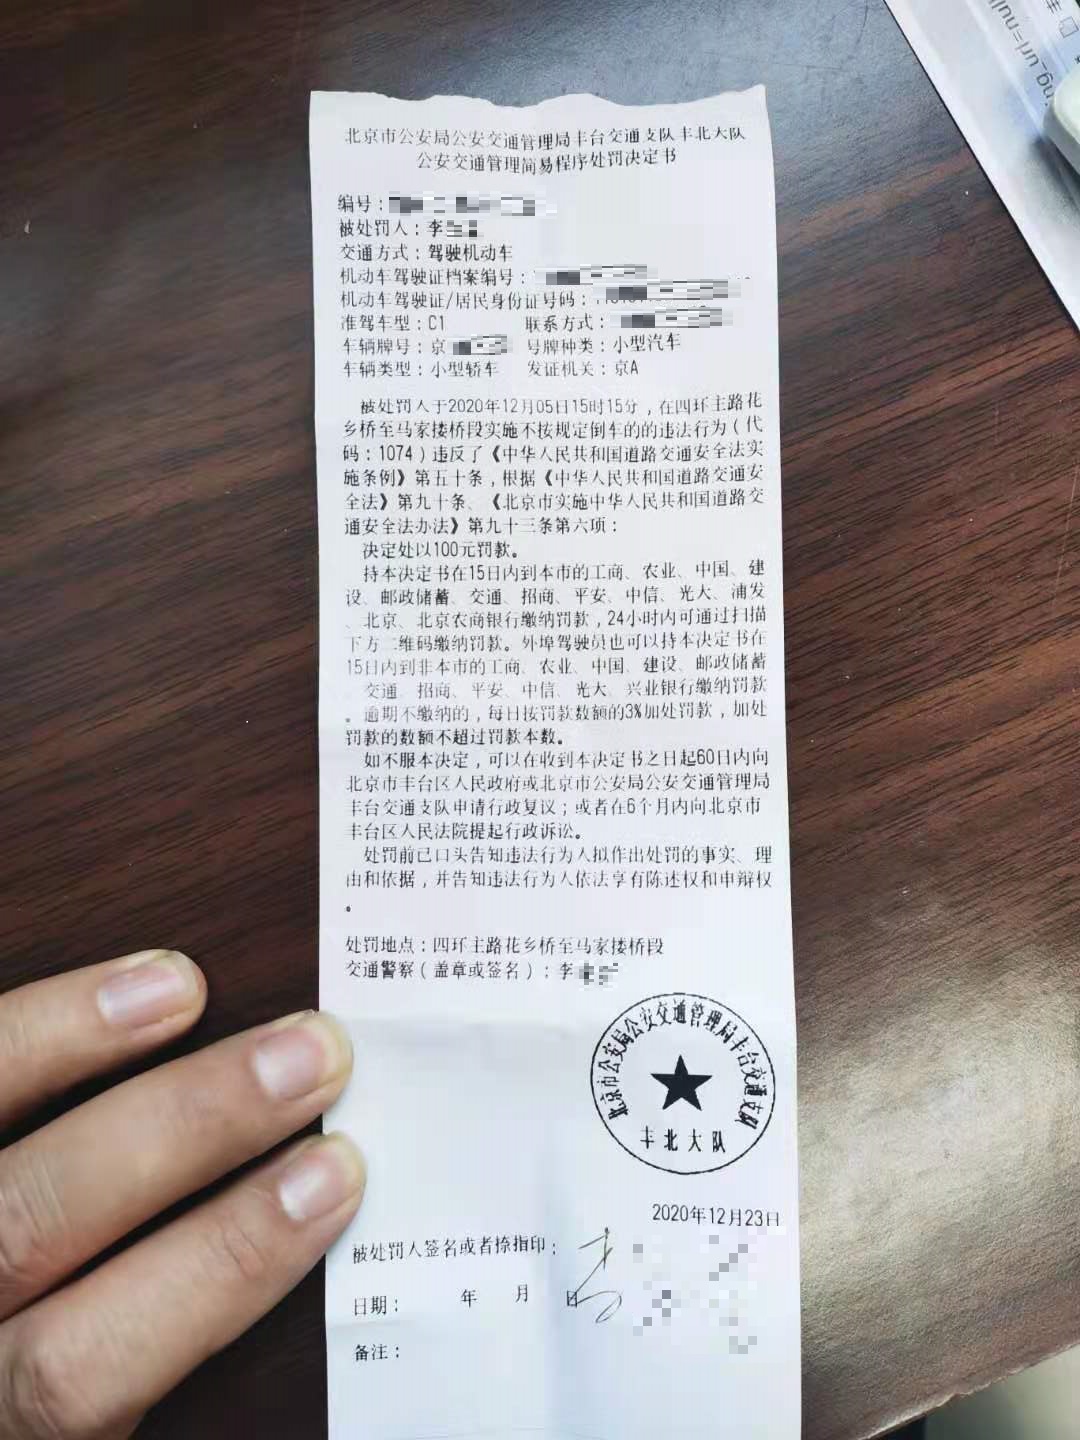 北京市公安局公安交通管理局丰台交通支队丰北大队
公安交通管理简易程序处罚决定书
编号：
被处罚人：李
交通方式：驾驶机动车
机动车驾驶证档案编号：
机动车驾驶证/居民身份证号码：
准驾车型：C1 联系方式：
车辆牌号：京 号牌种类：小型汽车
车辆类型：小型轿车 发证机关：京A
被处罚人于2020年12月05日15时15分，在四环主路花
乡桥至马家搂桥段实施不按规定倒车的的违法行为（代
码：1074）违反了《中华人民共和国道路交通安全法实
施条例》第五十条，根据《中华人民共和国道路交通安
全法》第九十条、《北京市实施中华人民共和国道路交
通安全法办法》第九十三条第六项：
决定处以100元罚款。
持本决定书在15日内到本市的工商、农业、中国、建
设、邮政储蓄、交通、招商、平安、中信、光大、浦发
、北京、北京农商银行缴纳罚款，24小时内可通过扫描
下方二维码缴纳罚款。外埠驾驶员也可以持本决定书在
15日内到非本市的工商、农业、中国、建设、邮政储蓄
、交通、招商、平安、中信、光大、兴业银行缴纳罚款
。逾期不缴纳的，每日按罚款数额的3%加处罚款，加处
罚款的数额不超过罚款本数。
如不服本决定，可以在收到本决定书之日起60日内向
北京市丰台区人民政府或北京市公安局公安交通管理局
丰台交通支队申请行政复议；或者在6个月内向北京市
丰台区人民法院提起行政诉讼。
处罚前已口头告知违法行为人拟作出处罚的事实、理
由和依据，并告知违法行为人依法享有陈述权和申辩权
。
处罚地点：四环主路花乡桥至马家搂桥段
交通警察（盖章或签名）：李
北京市公安局公安交通管理局丰台交通支队
丰北大队
2020年12月23日
被处罚人签名或者捺指印：李
日期： 年 月 日
备注：